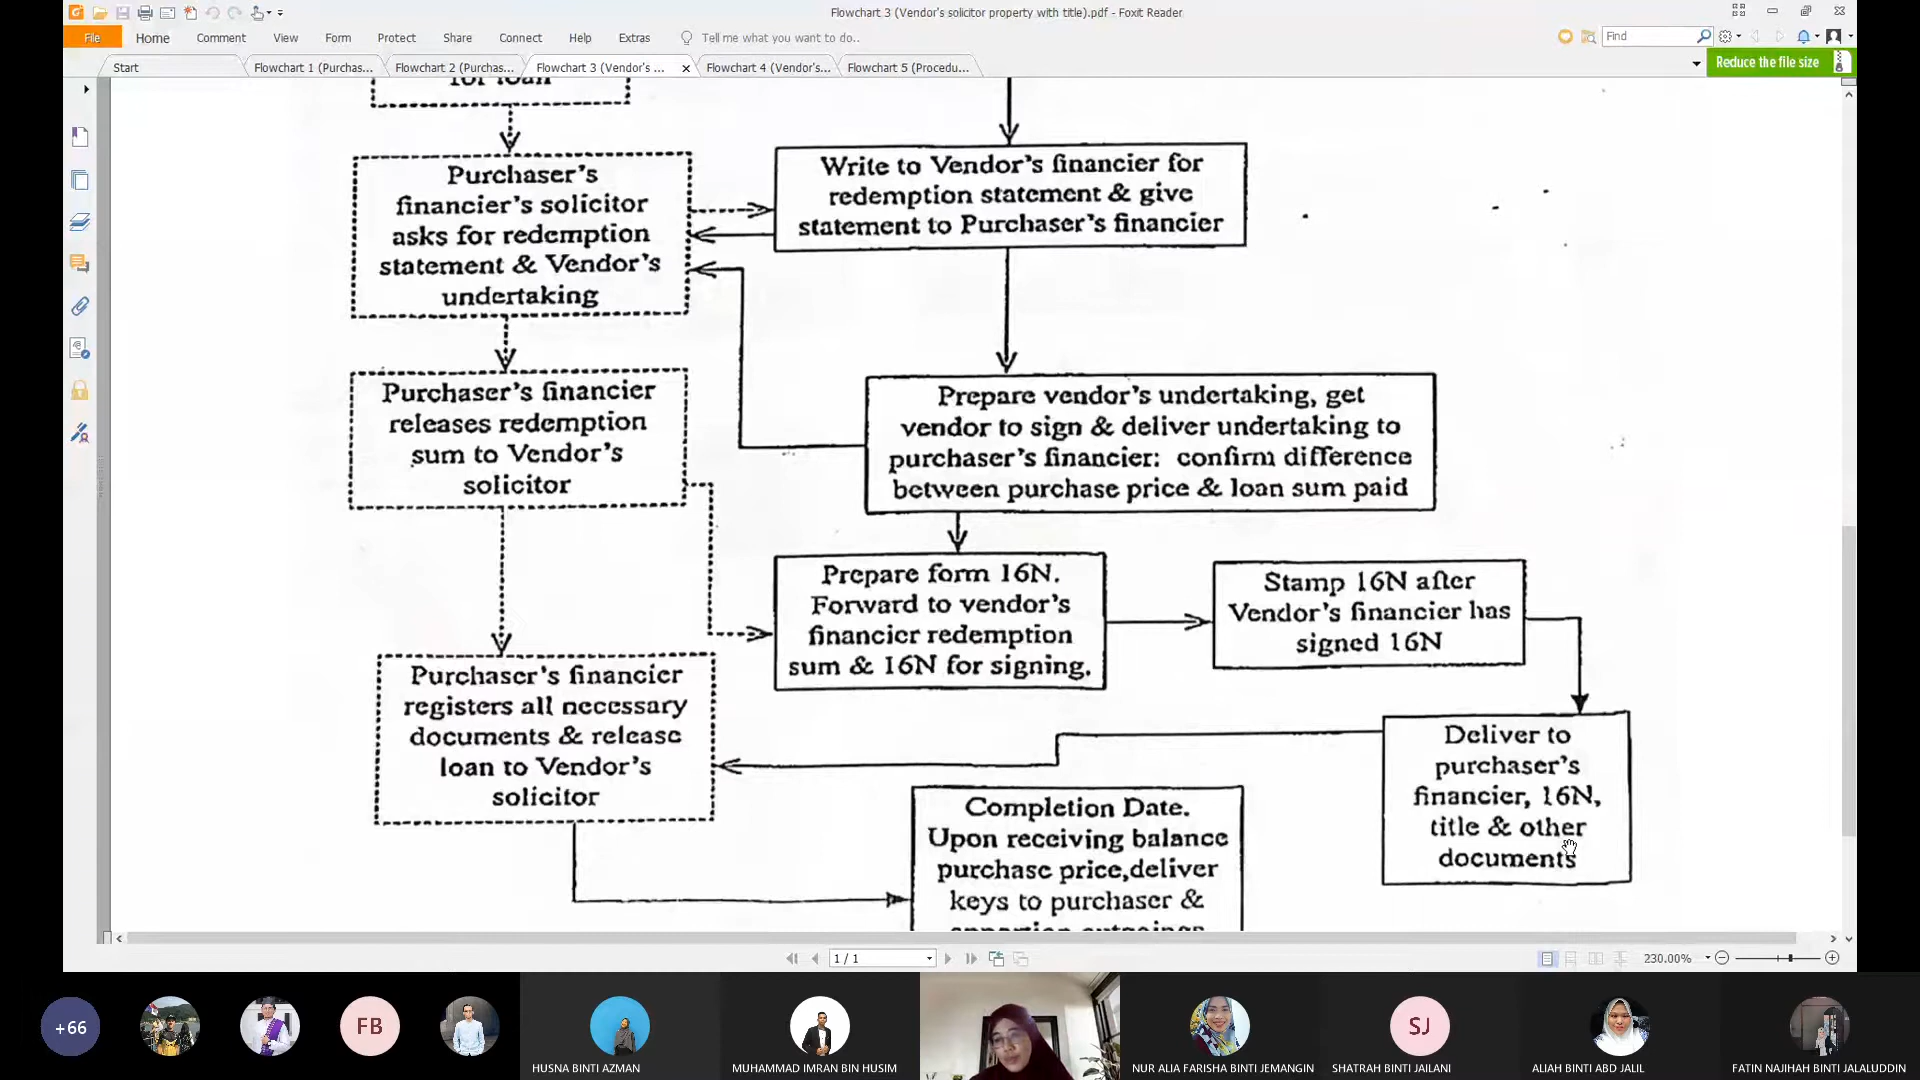 Flowchart 3 (Vendor's solicitor property with title).pdf - Foxit Reader
File Home Comment View Form Protect Share Connect Help Extras Tell me what you want to do.. Find
Start Flowchart 1 (Purchas... Flowchart 2 (Purchas... Flowchart 3 (Vendor's ... Flowchart 4 (Vendor's... Flowchart 5 (Procedu... Reduce the file size
for loan
Purchaser's
financier's solicitor
asks for redemption
statement & Vendor's
undertaking
Write to Vendor's financier for
redemption statement & give
statement to Purchaser's financier
Purchaser's financier
releases redemption
sum to Vendor's
solicitor
Prepare vendor's undertaking, get
vendor to sign & deliver undertaking to
purchaser's financier: confirm difference
between purchase price & loan sum paid
Prepare form 16N.
Forward to vendor's
financier redemption
sum & 16N for signing.
Stamp 16N after
Vendor's financier has
signed 16N
Purchaser's financier
registers all necessary
documents & release
loan to Vendor's
solicitor
Deliver to
purchaser's
financier, 16N,
title & other
documents
Completion Date.
Upon receiving balance
purchase price,deliver
keys to purchaser &
apportion outgoings
1 / 1
230.00%
+66
FB
SJ
HUSNA BINTI AZMAN
MUHAMMAD IMRAN BIN HUSIM
NUR ALIA FARISHA BINTI JEMANGIN
SHATRAH BINTI JAILANI
ALIAH BINTI ABD JALIL
FATIN NAJIHAH BINTI JALALUDDIN